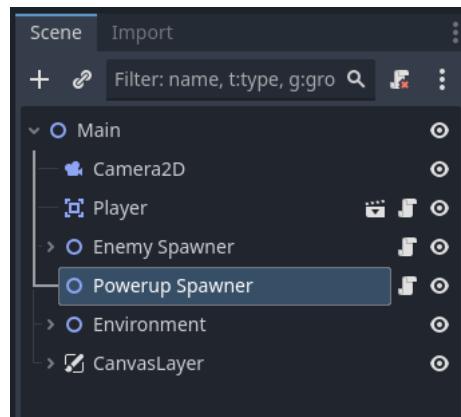 Scene Import
Filter: name, t:type, g:gro
Main
Camera2D
Player
Enemy Spawner
Powerup Spawner
Environment
CanvasLayer